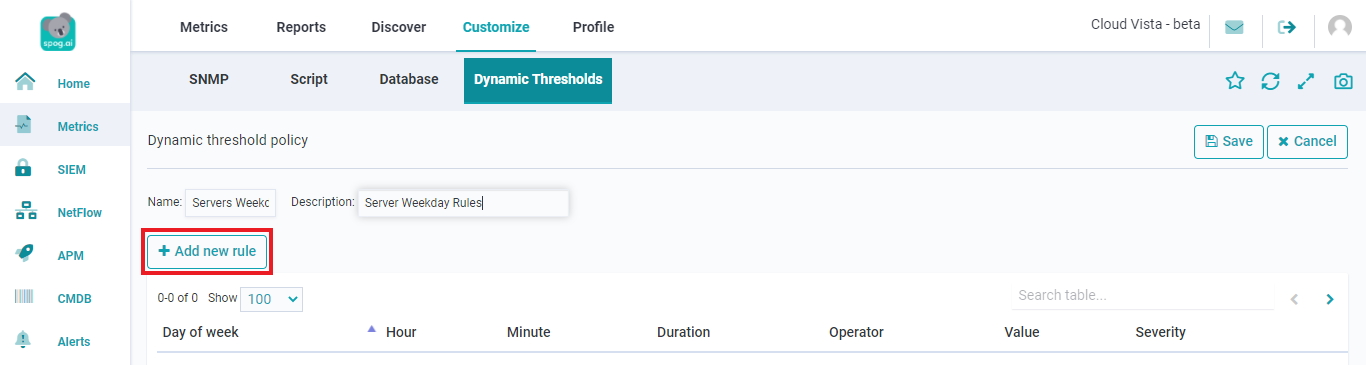 spog.ai
Metrics Reports Discover Customize Profile Cloud Vista - beta
SNMP Script Database Dynamic Thresholds
Home
Metrics
SIEM
NetFlow
APM
CMDB
Alerts
Dynamic threshold policy Save Cancel
Name: Servers Weekd Description: Server Weekday Rules
Add new rule
0-0 of 0 Show 100 Search table...
Day of week Hour Minute Duration Operator Value Severity